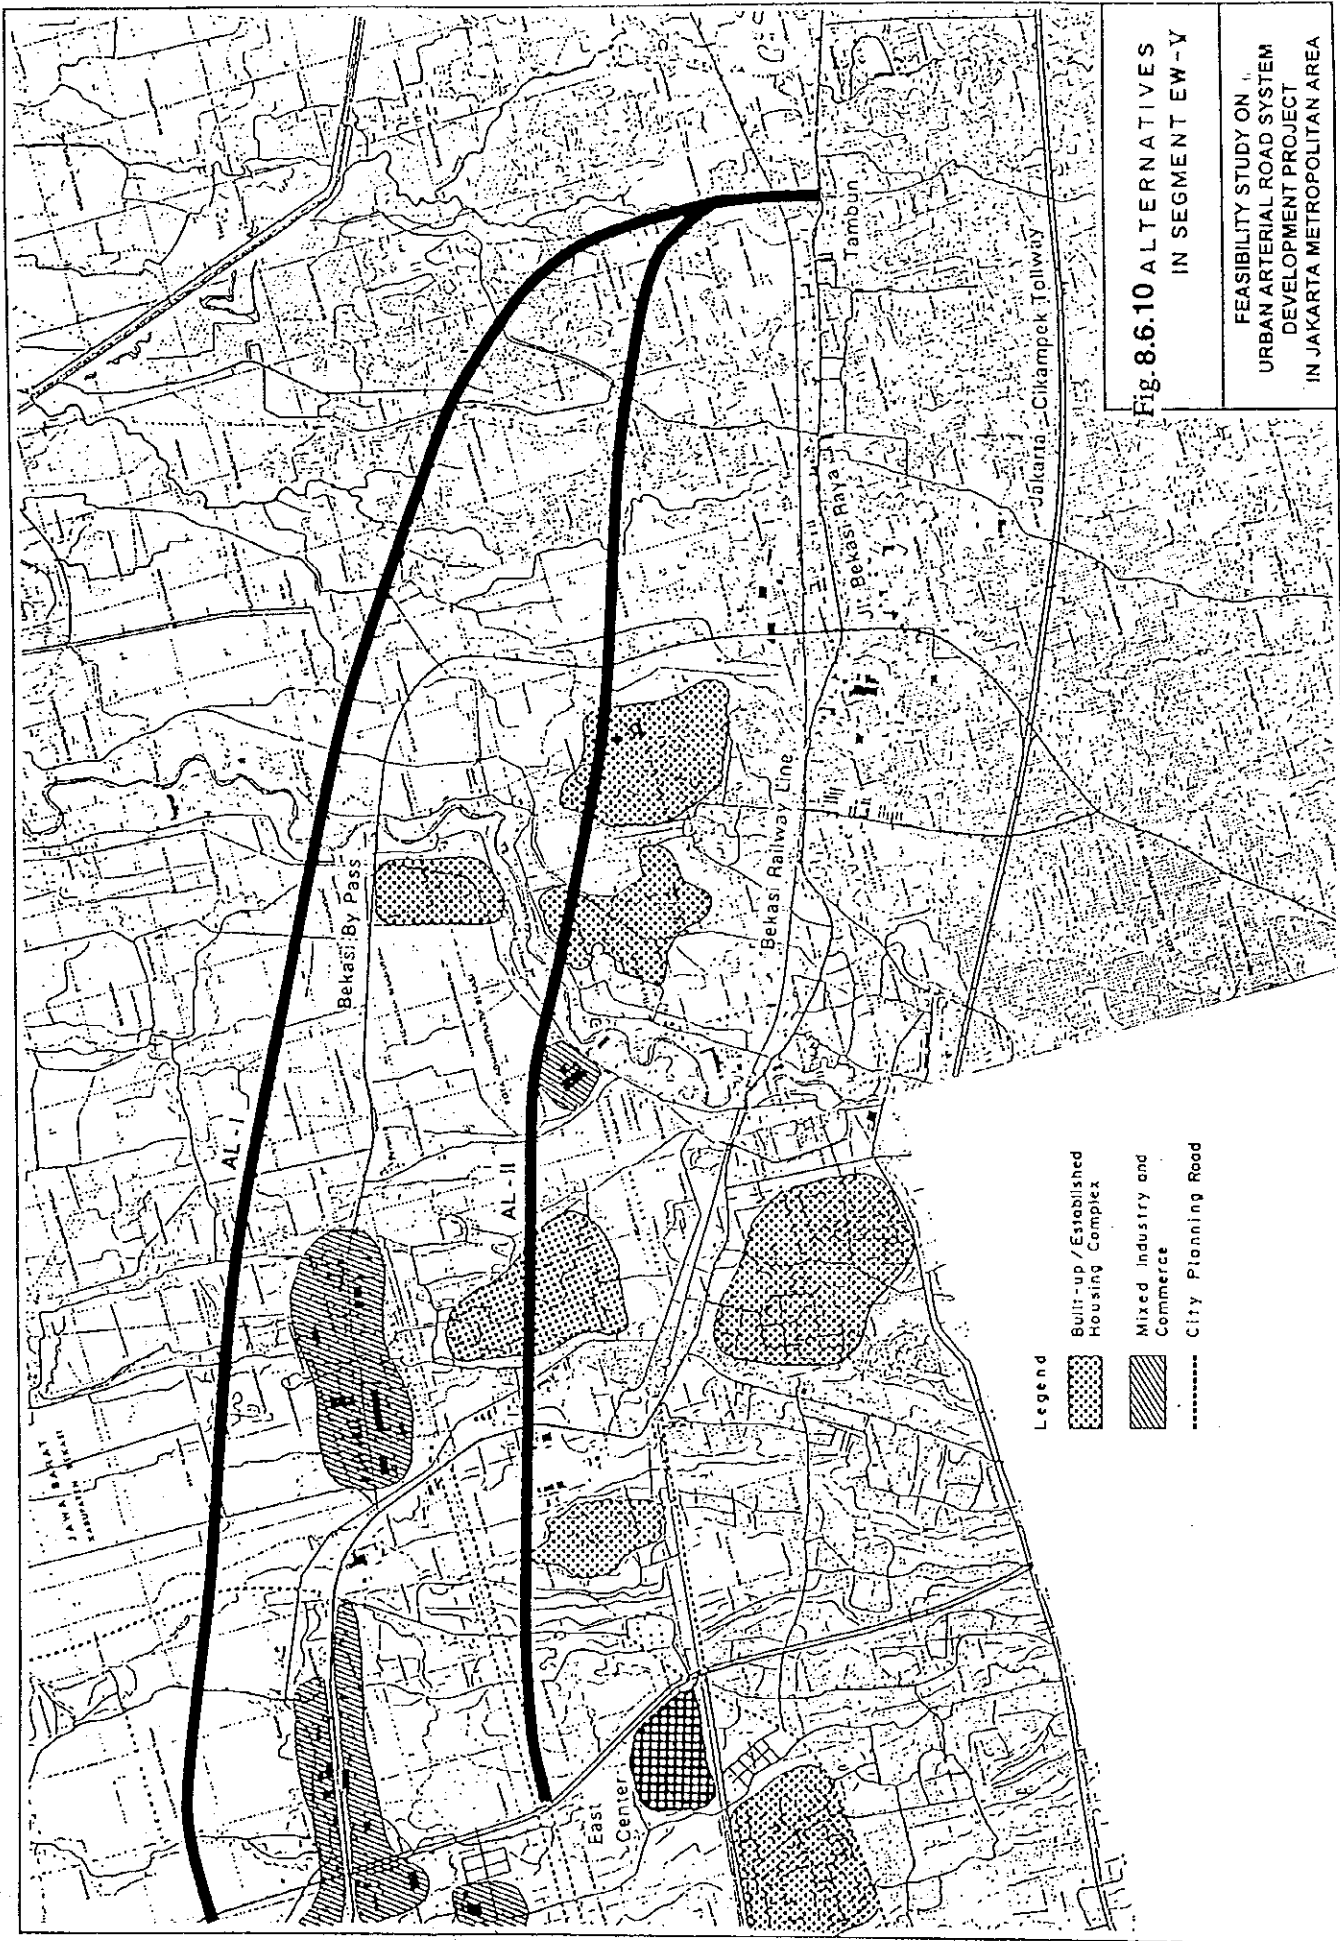 Fig. 8.6.10 ALTERNATIVES
IN SEGMENT EW-V
FEASIBILITY STUDY ON
URBAN ARTERIAL ROAD SYSTEM
DEVELOPMENT PROJECT
IN JAKARTA METROPOLITAN AREA
JAWA BARAT
AL-I
AL-II
Bekasi By Pass
Bekasi Railway Line
Jl. Bekasi Raya
Tambun
Jakarta - Cikampek Tollway
East
Center
Legend
Built-up / Established
Housing Complex
Mixed Industry and
Commerce
City Planning Road